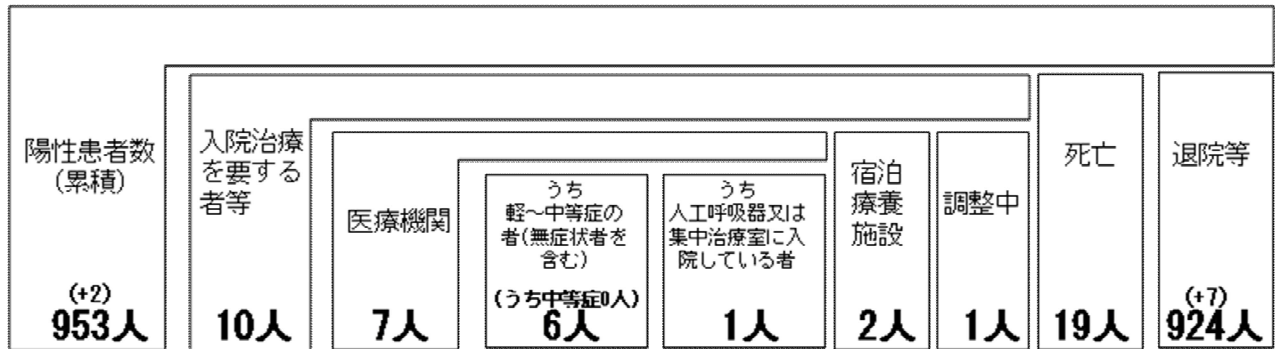 陽性患者数
(累積)
(+2)
953人
入院治療
を要する
者等
10人
医療機関
7人
うち
軽～中等症の
者(無症状者を
含む)
(うち中等症0人)
6人
うち
人工呼吸器又は
集中治療室に入
院している者
1人
宿泊
療養
施設
2人
調整中
1人
死亡
19人
退院等
(+7)
924人